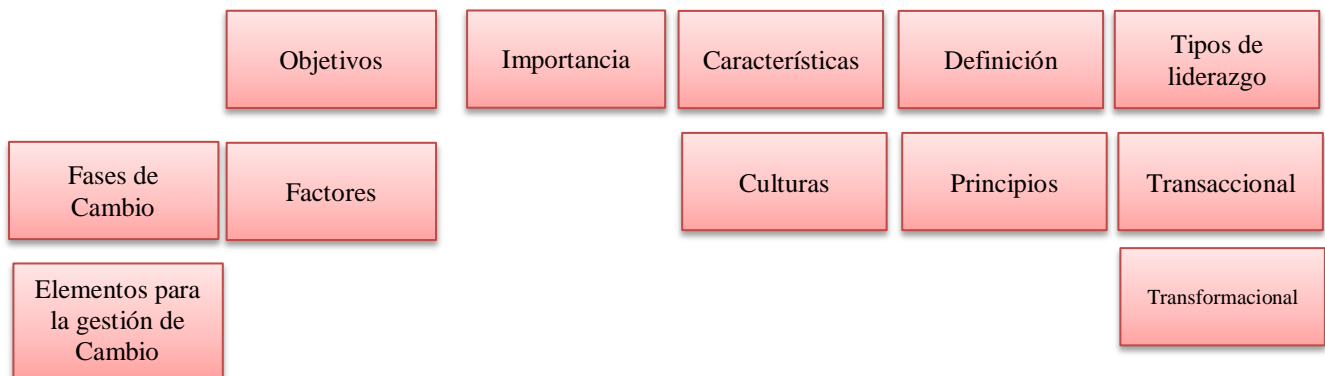 Objetivos
Importancia
Características
Definición
Tipos de
liderazgo
Fases de
Cambio
Factores
Culturas
Principios
Transaccional
Elementos para
la gestión de
Cambio
Transformacional